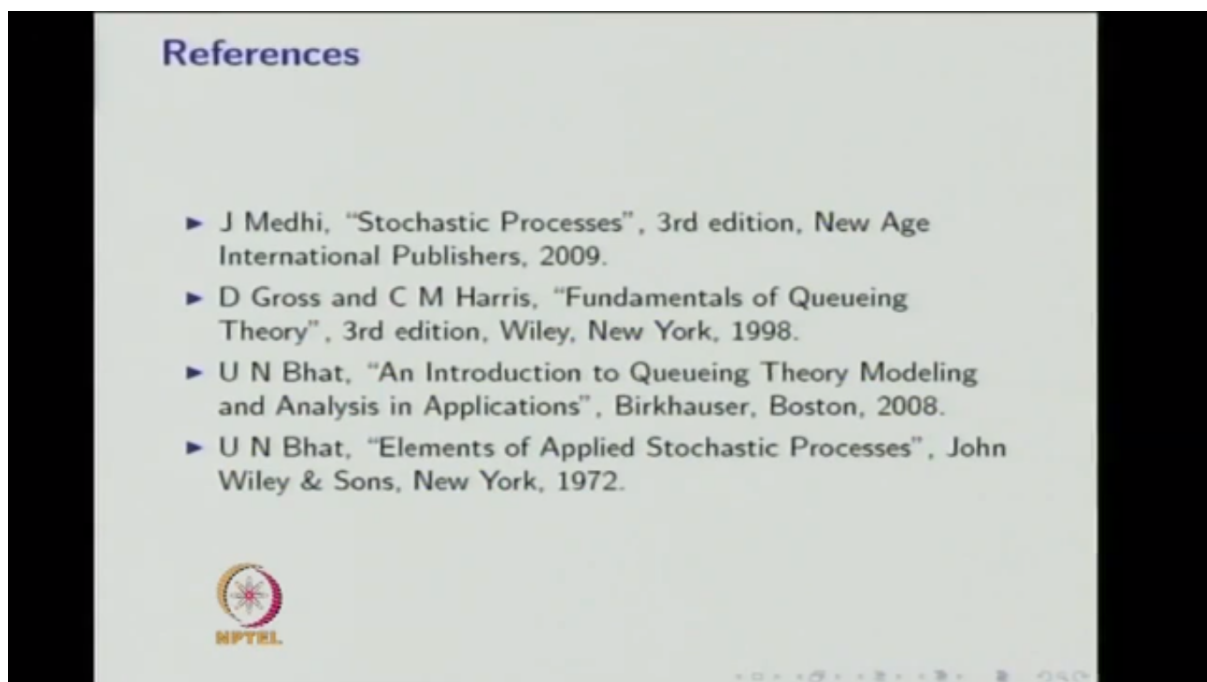 References
► J Medhi, “Stochastic Processes”, 3rd edition, New Age
International Publishers, 2009.
► D Gross and C M Harris, “Fundamentals of Queueing
Theory”, 3rd edition, Wiley, New York, 1998.
► U N Bhat, “An Introduction to Queueing Theory Modeling
and Analysis in Applications”, Birkhauser, Boston, 2008.
► U N Bhat, “Elements of Applied Stochastic Processes”, John
Wiley & Sons, New York, 1972.
NPTEL